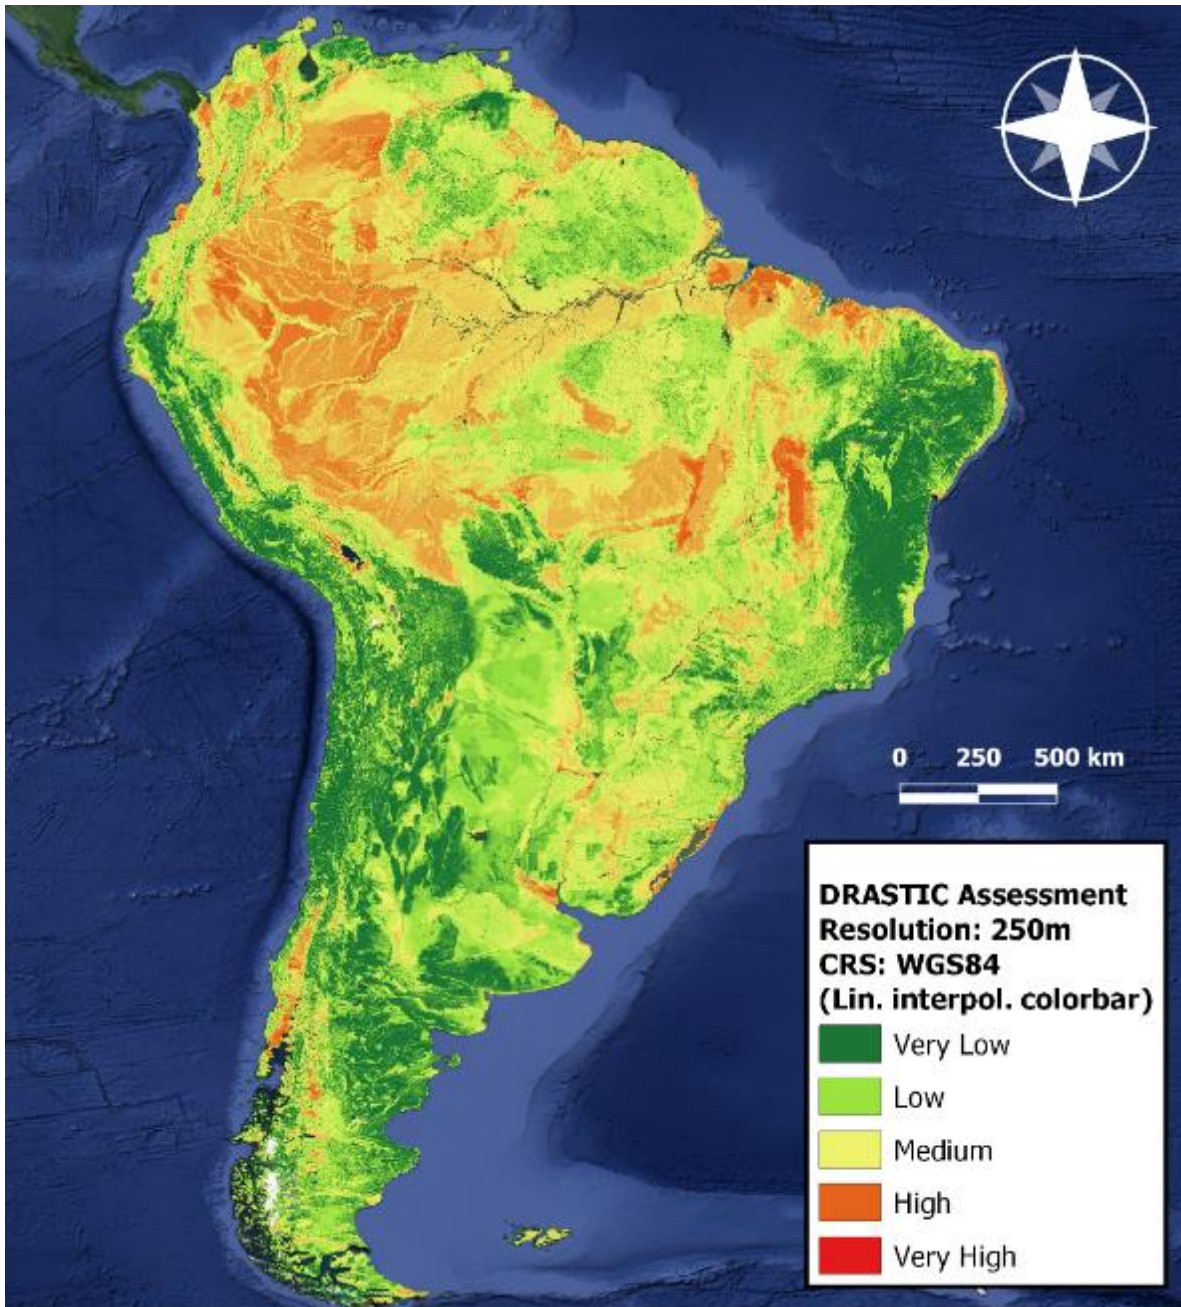 0 250 500 km
DRASTIC Assessment
Resolution: 250m
CRS: WGS84
(Lin. interpol. colorbar)
Very Low
Low
Medium
High
Very High